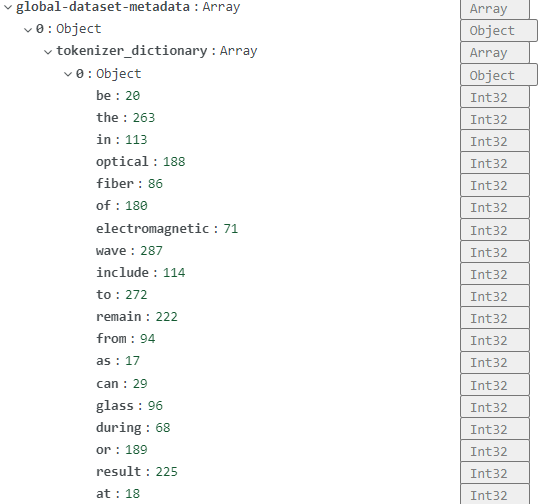 global-dataset-metadata : Array Array
0 : Object Object
tokenizer_dictionary : Array Array
0 : Object Object
be : 20 Int32
the : 263 Int32
in : 113 Int32
optical : 188 Int32
fiber : 86 Int32
of : 180 Int32
electromagnetic : 71 Int32
wave : 287 Int32
include : 114 Int32
to : 272 Int32
remain : 222 Int32
from : 94 Int32
as : 17 Int32
can : 29 Int32
glass : 96 Int32
during : 68 Int32
or : 189 Int32
result : 225 Int32
at : 18 Int32